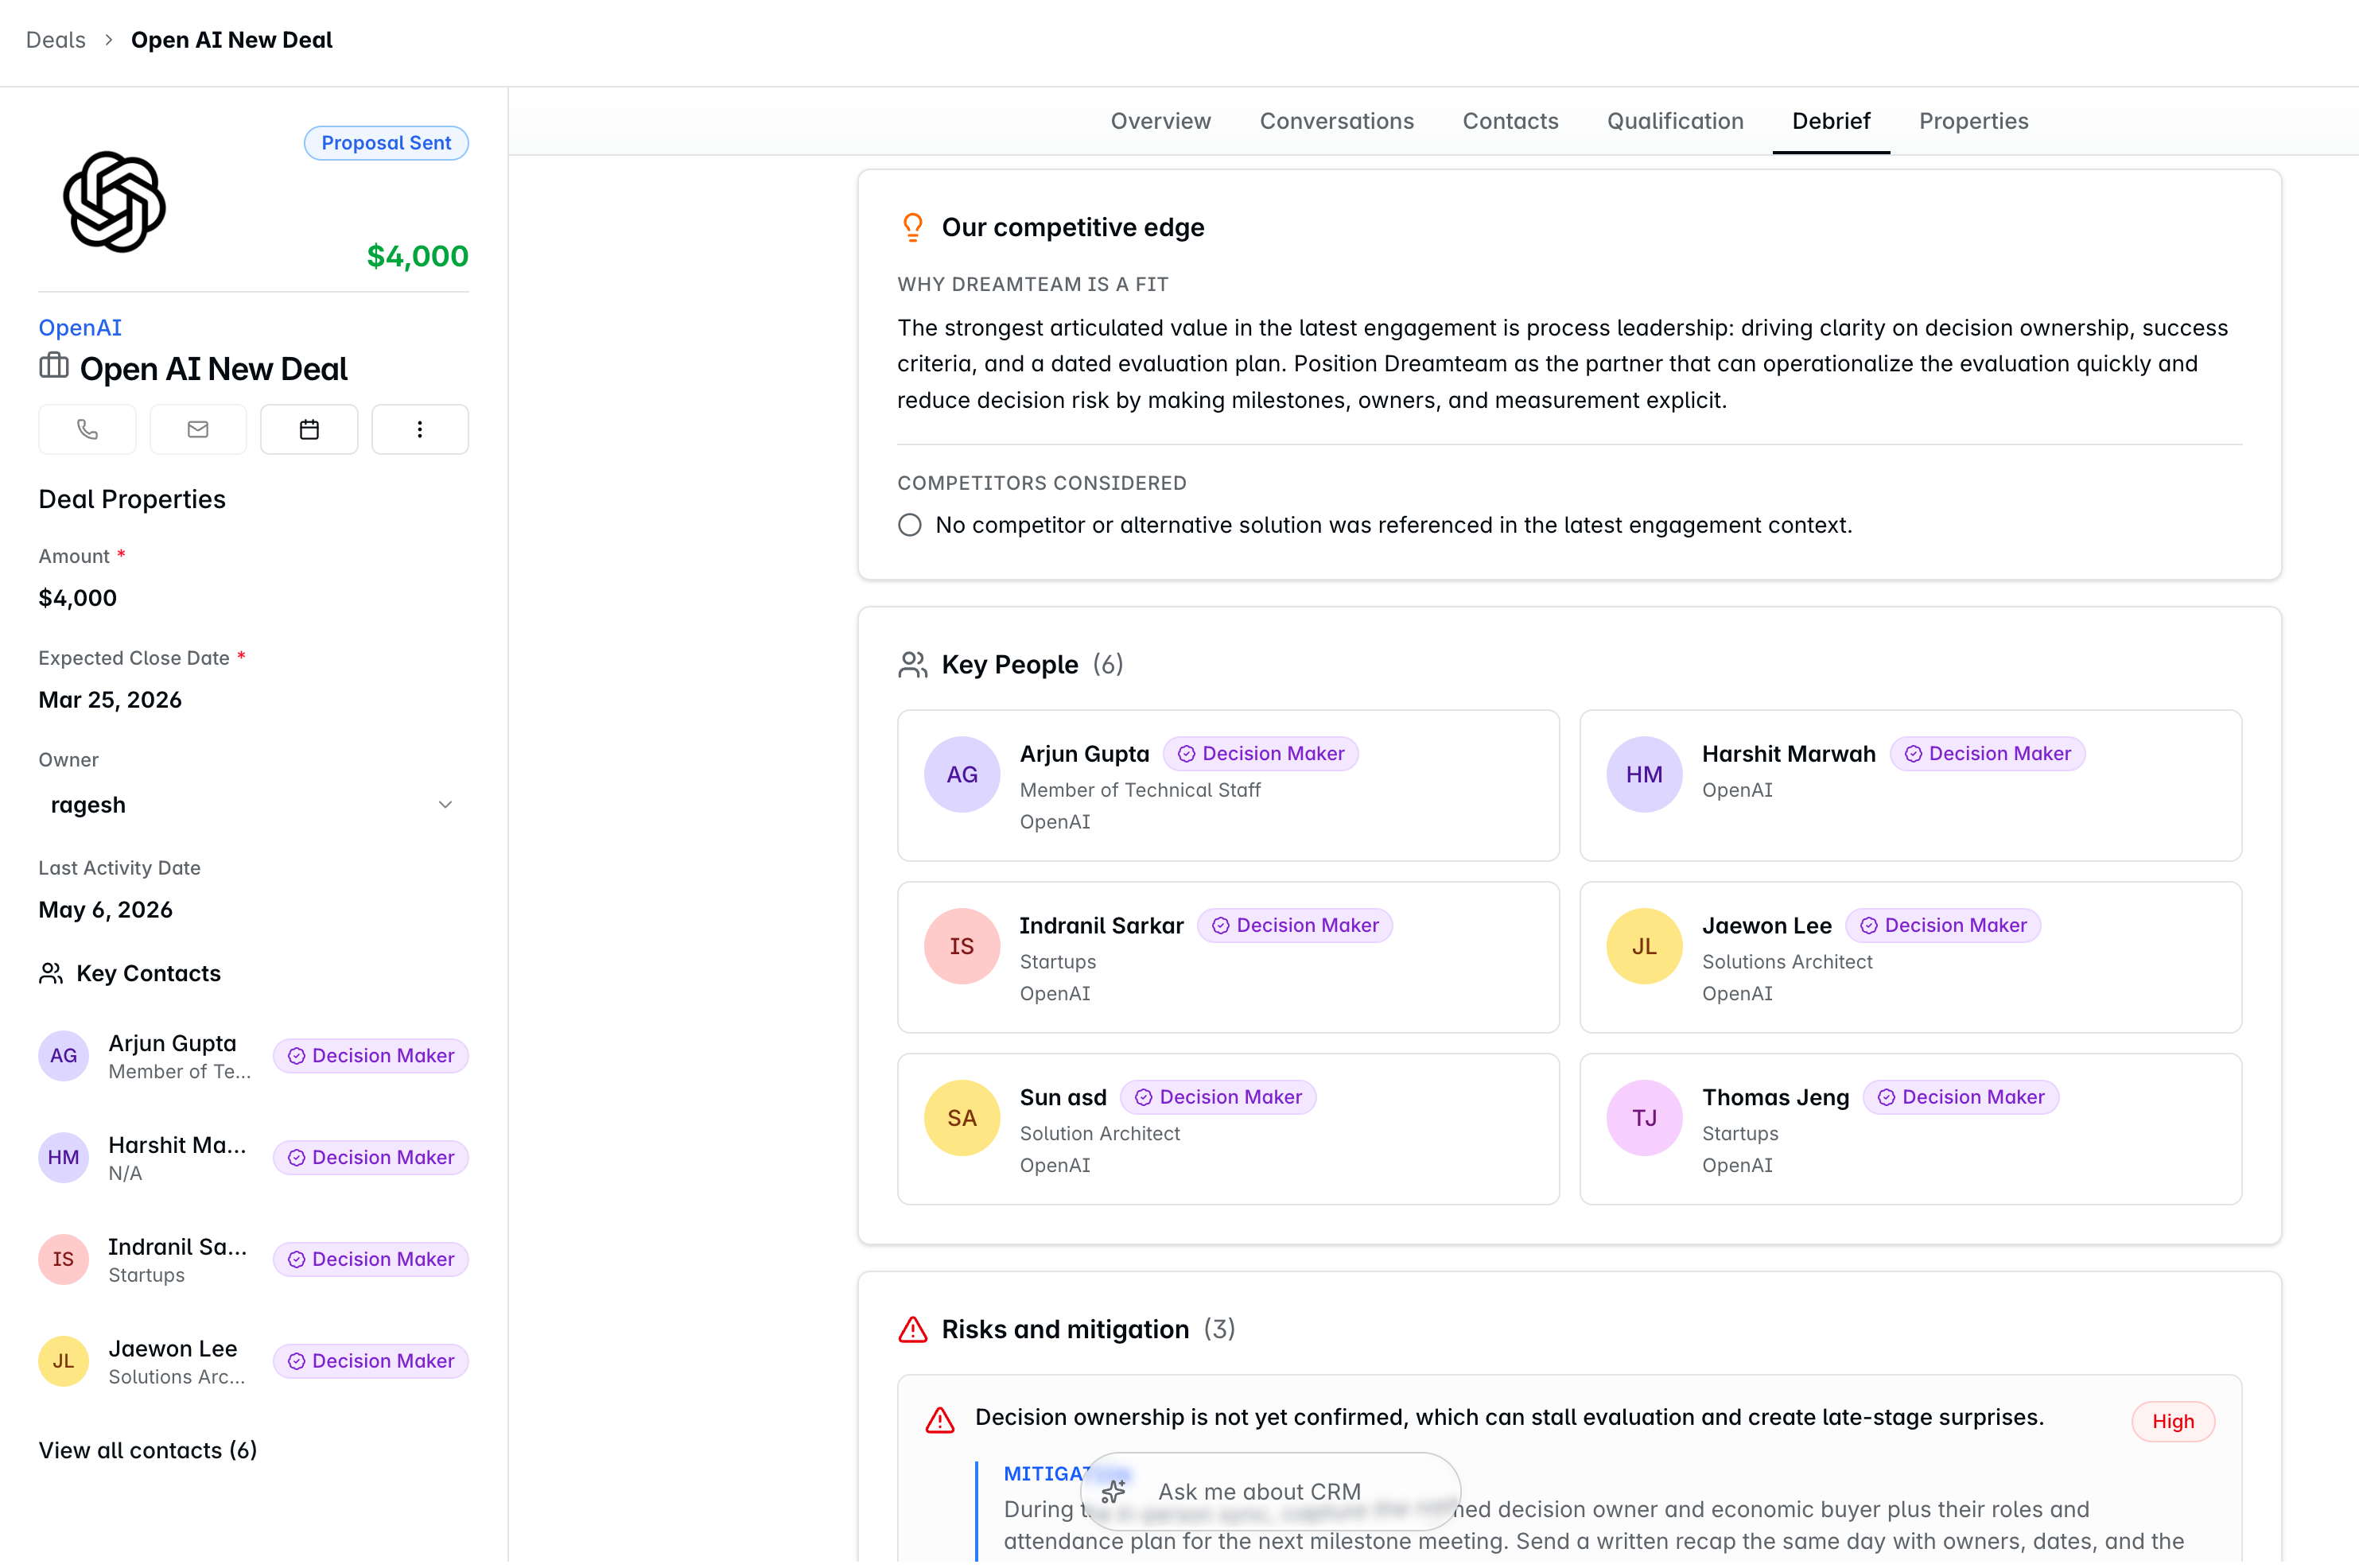 Deals > Open AI New Deal
Proposal Sent
$4,000
OpenAI
Open AI New Deal
Deal Properties
Amount *
$4,000
Expected Close Date *
Mar 25, 2026
Owner
ragesh
Last Activity Date
May 6, 2026
Key Contacts
AG
Arjun Gupta
Member of Te...
Decision Maker
HM
Harshit Ma...
N/A
Decision Maker
IS
Indranil Sa...
Startups
Decision Maker
JL
Jaewon Lee
Solutions Arc...
Decision Maker
View all contacts (6)
Overview Conversations Contacts Qualification Debrief Properties
Our competitive edge
WHY DREAMTEAM IS A FIT
The strongest articulated value in the latest engagement is process leadership: driving clarity on decision ownership, success
criteria, and a dated evaluation plan. Position Dreamteam as the partner that can operationalize the evaluation quickly and
reduce decision risk by making milestones, owners, and measurement explicit.
COMPETITORS CONSIDERED
No competitor or alternative solution was referenced in the latest engagement context.
Key People (6)
AG
Arjun Gupta Decision Maker
Member of Technical Staff
OpenAI
HM
Harshit Marwah Decision Maker
OpenAI
IS
Indranil Sarkar Decision Maker
Startups
OpenAI
JL
Jaewon Lee Decision Maker
Solutions Architect
OpenAI
SA
Sun asd Decision Maker
Solution Architect
OpenAI
TJ
Thomas Jeng Decision Maker
Startups
OpenAI
Risks and mitigation (3)
Decision ownership is not yet confirmed, which can stall evaluation and create late-stage surprises.
High
Ask me about CRM
During decision owner and economic buyer plus their roles and
attendance plan for the next milestone meeting. Send a written recap the same day with owners, dates, and the